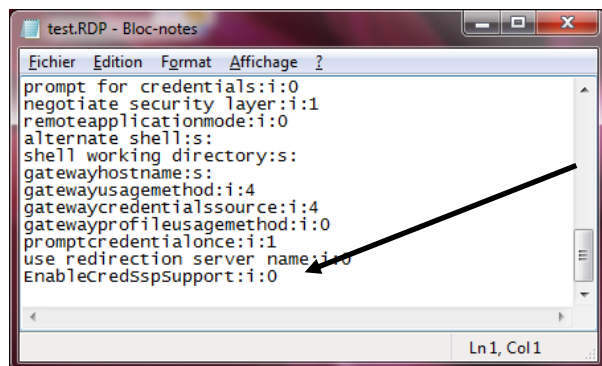 test.RDP - Bloc-notes
Fichier Edition Format Affichage ?
prompt for credentials:i:0
negotiate security layer:i:1
remoteapplicationmode:i:0
alternate shell:s:
shell working directory:s:
gatewayhostname:s:
gatewayusagemethod:i:4
gatewaycredentialssource:i:4
gatewayprofileusagemethod:i:0
promptcredentialonce:i:1
use redirection server name:i:0
EnableCredSspSupport:i:0
Ln 1, Col 1